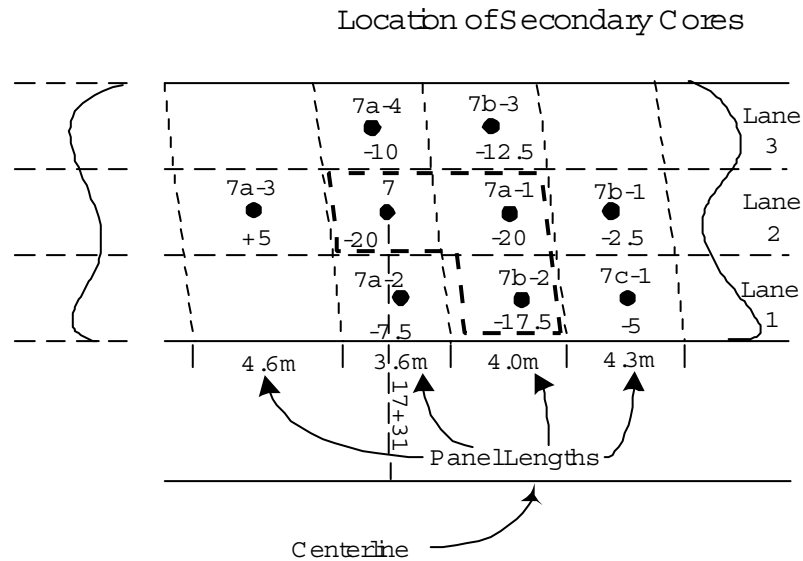 Location of Secondary Cores
7a-4
7b-3
Lane 3
-10
-12.5
7a-3
7
7a-1
7b-1
Lane 2
+5
-20
-20
-2.5
7a-2
7b-2
7c-1
Lane 1
-7.5
-17.5
-5
4.6m
3.6m
4.0m
4.3m
17+31
Panel Lengths
Centerline